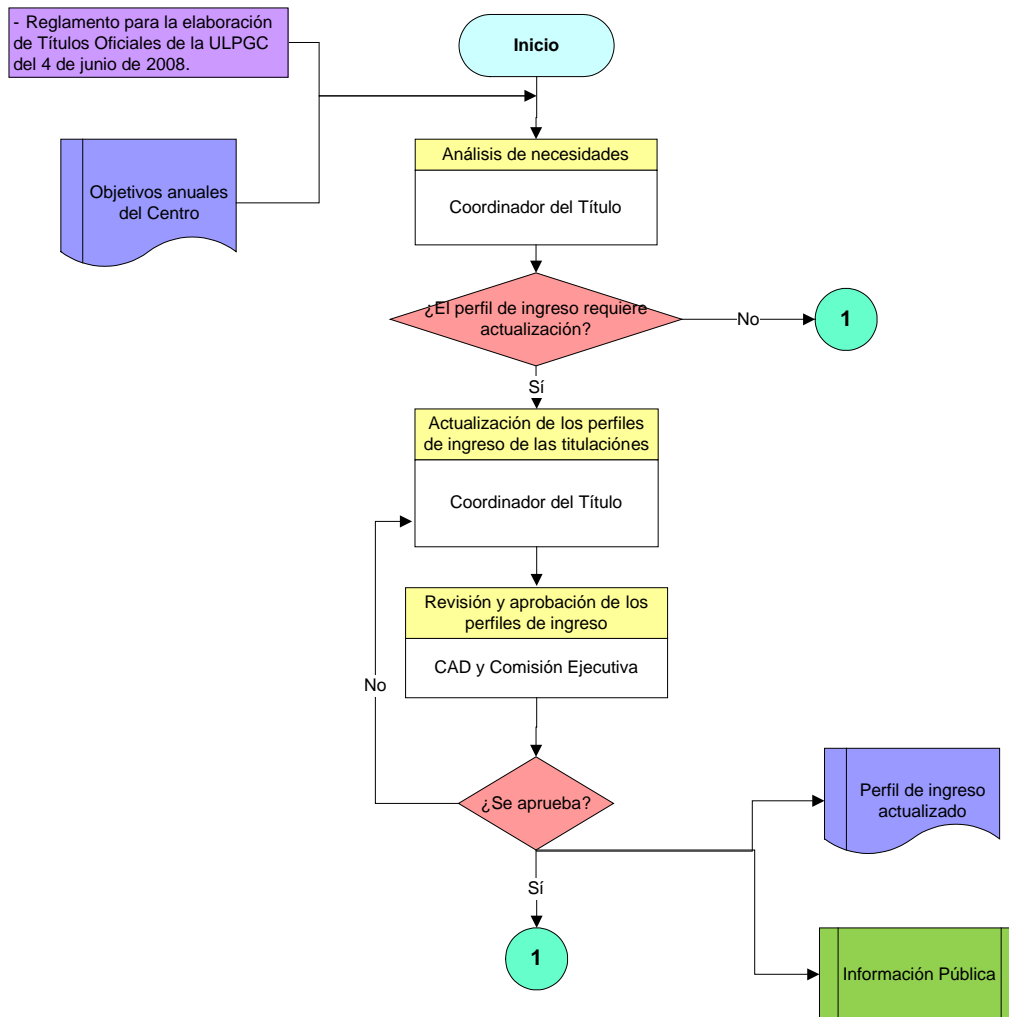 - Reglamento para la elaboración
de Títulos Oficiales de la ULPGC
del 4 de junio de 2008.
Inicio
Objetivos anuales
del Centro
Análisis de necesidades
Coordinador del Título
¿El perfil de ingreso requiere
actualización?
No
1
Sí
Actualización de los perfiles
de ingreso de las titulaciónes
Coordinador del Título
Revisión y aprobación de los
perfiles de ingreso
CAD y Comisión Ejecutiva
No
¿Se aprueba?
Perfil de ingreso
actualizado
Sí
1
Información Pública